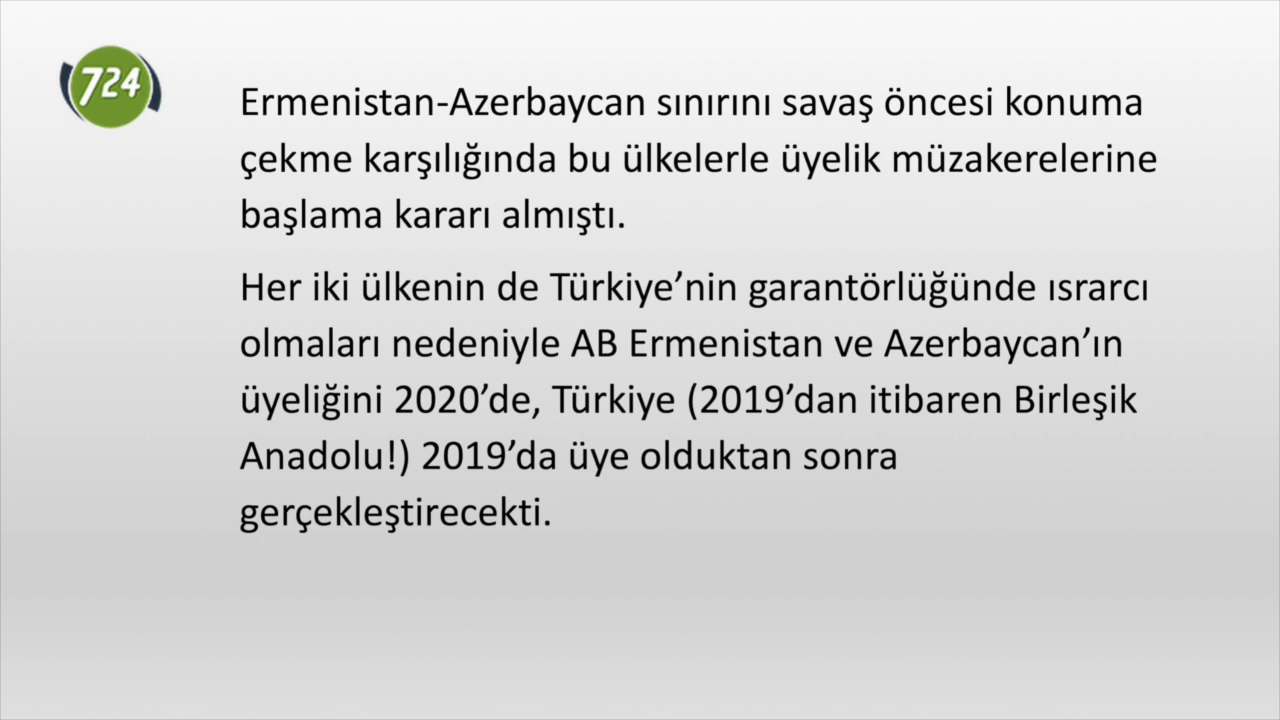 724
Ermenistan-Azerbaycan sınırını savaş öncesi konuma
çekme karşılığında bu ülkelerle üyelik müzakerelerine
başlama kararı almıştı.
Her iki ülkenin de Türkiye’nin garantörlüğünde ısrarcı
olmaları nedeniyle AB Ermenistan ve Azerbaycan’ın
üyeliğini 2020’de, Türkiye (2019’dan itibaren Birleşik
Anadolu!) 2019’da üye olduktan sonra
gerçekleştirecekti.